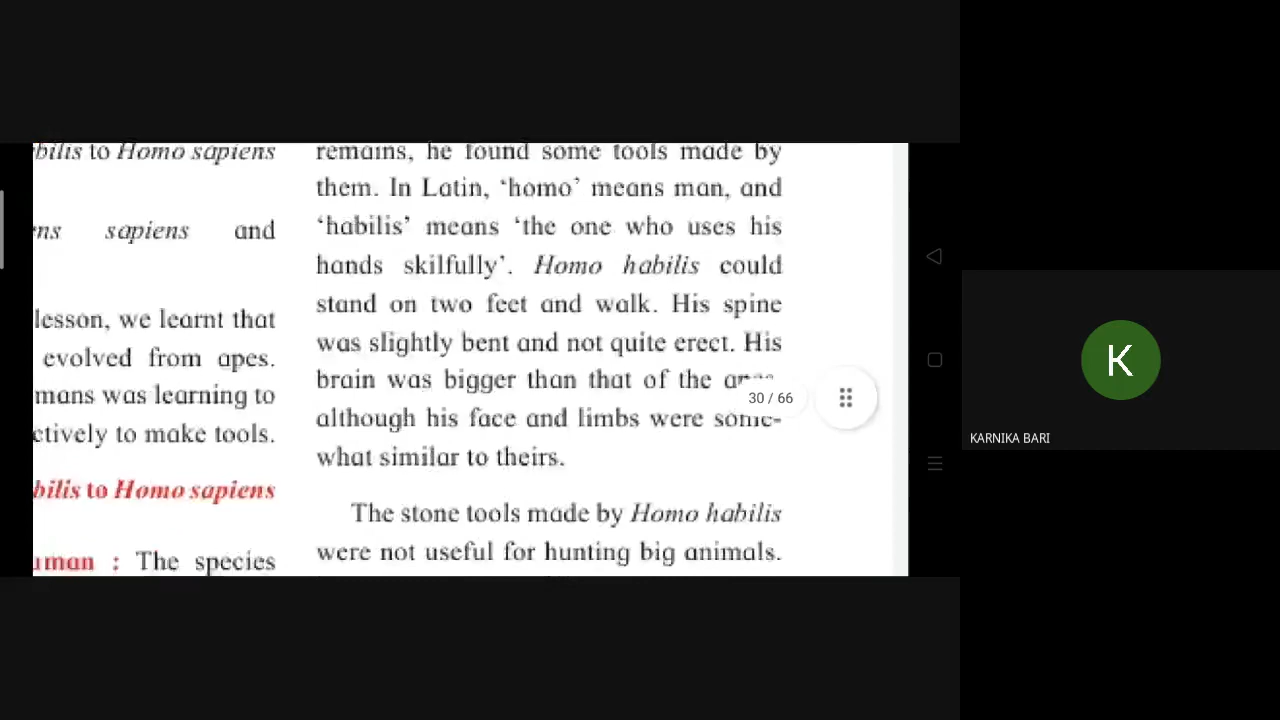 bilis to Homo sapiens
ens sapiens and
lesson, we learnt that
evolved from apes.
mans was learning to
ctively to make tools.
bilis to Homo sapiens
uman : The species
remains, he found some tools made by
them. In Latin, ‘homo’ means man, and
‘habilis’ means ‘the one who uses his
hands skilfully’. Homo habilis could
stand on two feet and walk. His spine
was slightly bent and not quite erect. His
brain was bigger than that of the
although his face and limbs were some-
what similar to theirs.
The stone tools made by Homo habilis
were not useful for hunting big animals.
30 / 66
K
KARNIKA BARI